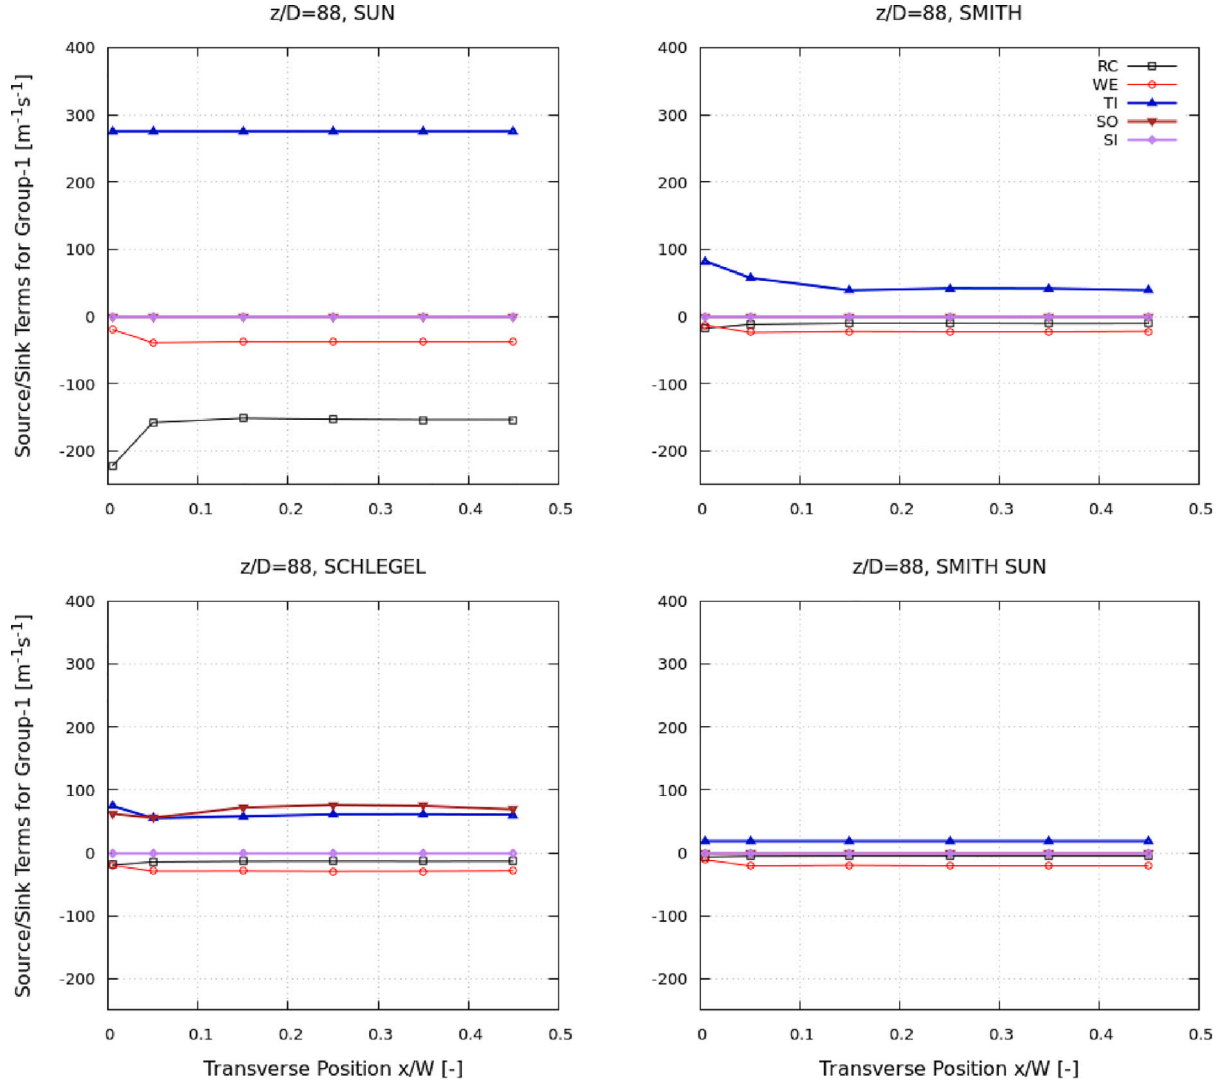 z/D=88, SUN
Source/Sink Terms for Group-1 [m⁻¹s⁻¹]
400
300
200
100
0
-100
-200
0 0.1 0.2 0.3 0.4 0.5
z/D=88, SMITH
RC
WE
TI
SO
SI
400
300
200
100
0
-100
-200
0 0.1 0.2 0.3 0.4 0.5
z/D=88, SCHLEGEL
Source/Sink Terms for Group-1 [m⁻¹s⁻¹]
400
300
200
100
0
-100
-200
0 0.1 0.2 0.3 0.4 0.5
Transverse Position x/W [-]
z/D=88, SMITH SUN
400
300
200
100
0
-100
-200
0 0.1 0.2 0.3 0.4 0.5
Transverse Position x/W [-]